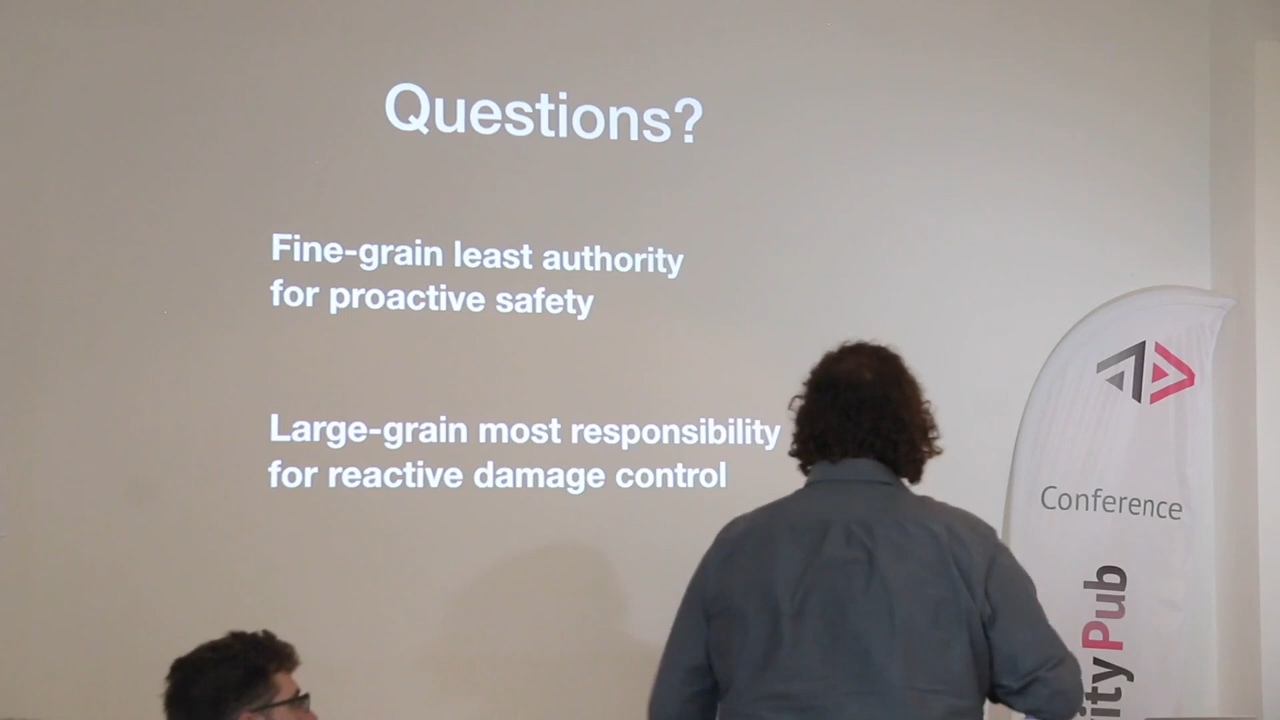 Questions?
Fine-grain least authority
for proactive safety
Large-grain most responsibility
for reactive damage control
Conference
ityPub